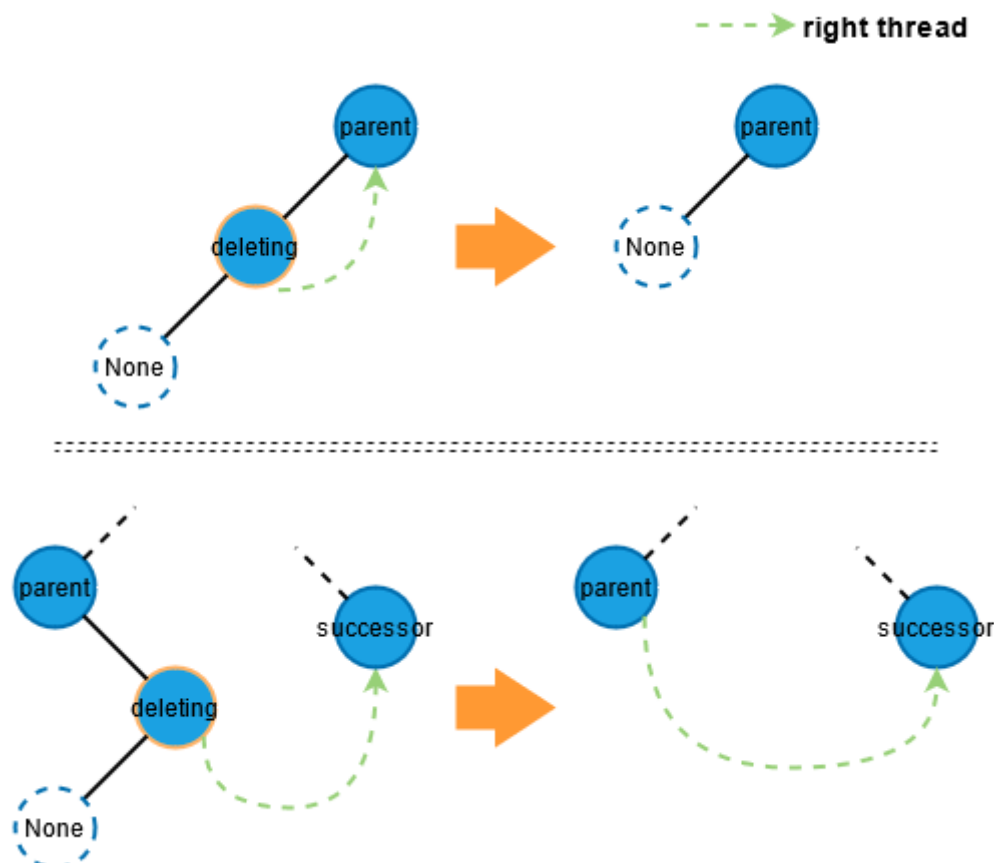 right thread
parent
parent
deleting
None
None
parent
parent
successor
successor
deleting
None